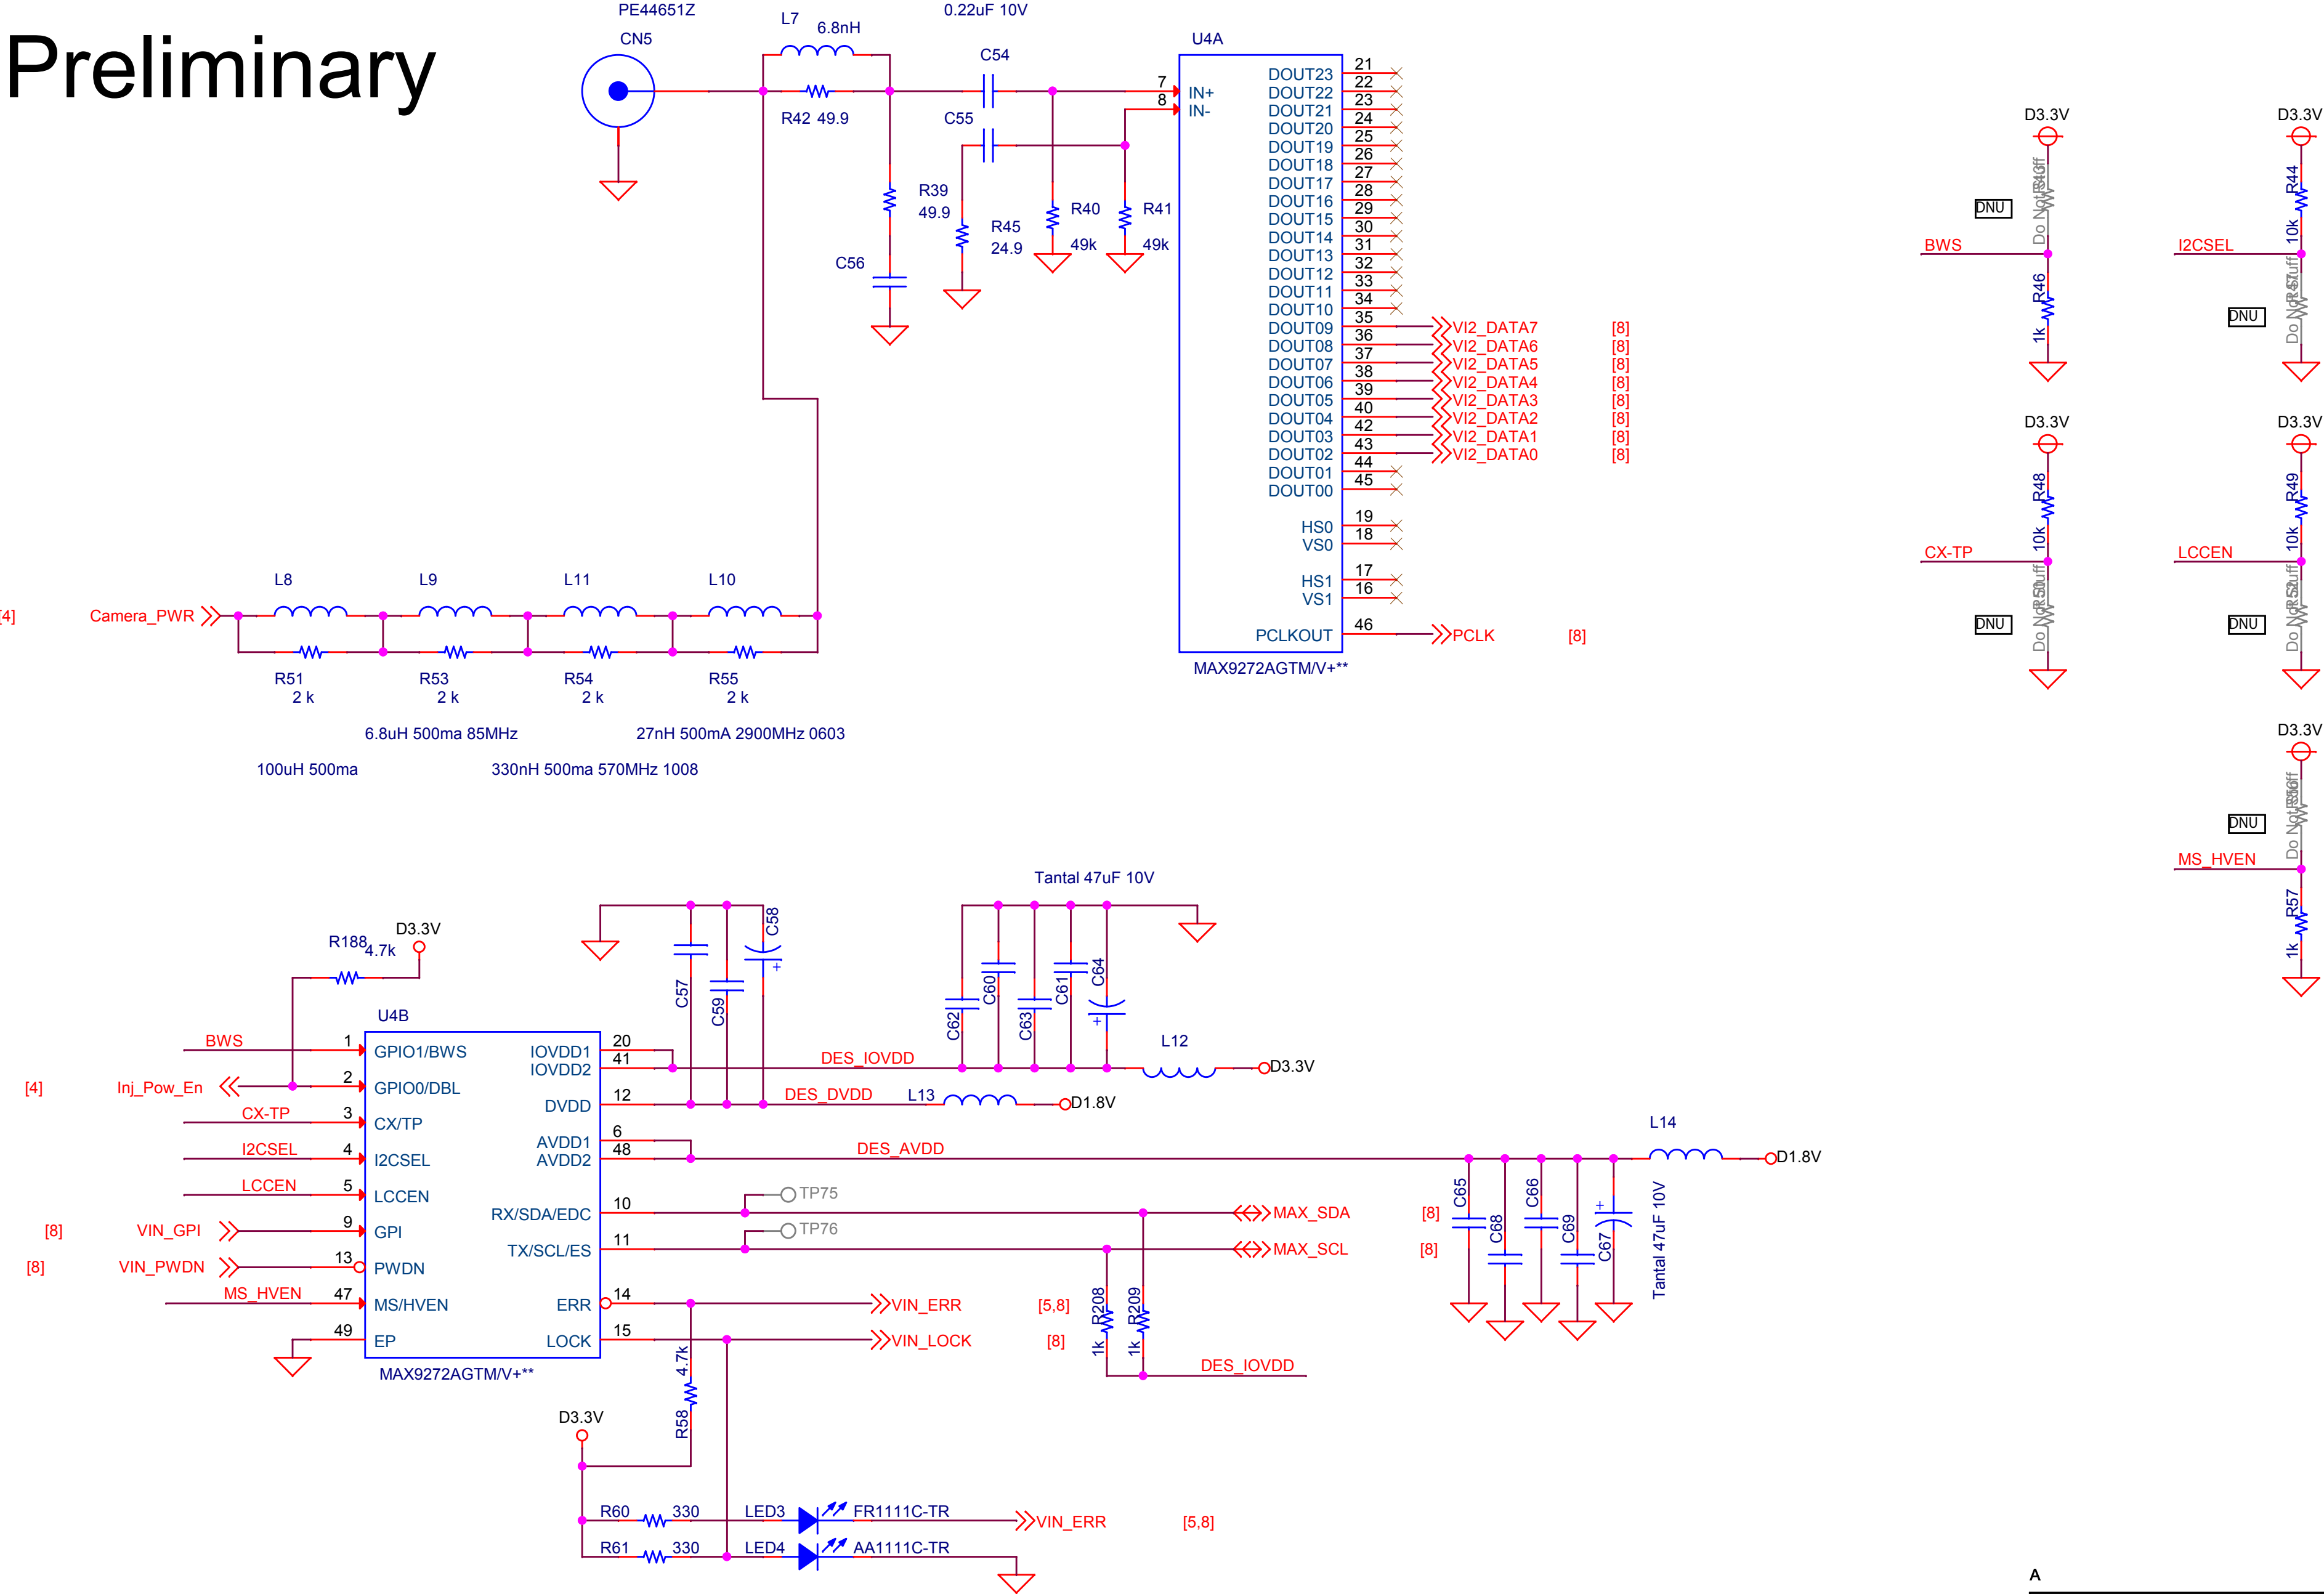 Preliminary
PE44651Z
CN5
L7
6.8nH
R42 49.9
0.22uF 10V
C54
C55
R39
49.9
R45
24.9
C56
R40
49k
R41
49k
U4A
7
8
IN+
IN-
DOUT23 21
DOUT22 22
DOUT21 23
DOUT20 24
DOUT19 25
DOUT18 26
DOUT17 27
DOUT16 28
DOUT15 29
DOUT14 30
DOUT13 31
DOUT12 32
DOUT11 33
DOUT10 34
DOUT09 35 VI2_DATA7 [8]
DOUT08 36 VI2_DATA6 [8]
DOUT07 37 VI2_DATA5 [8]
DOUT06 38 VI2_DATA4 [8]
DOUT05 39 VI2_DATA3 [8]
DOUT04 40 VI2_DATA2 [8]
DOUT03 42 VI2_DATA1 [8]
DOUT02 43 VI2_DATA0 [8]
DOUT01 44
DOUT00 45
HS0 19
VS0 18
HS1 17
VS1 16
PCLKOUT 46 PCLK [8]
MAX9272AGTM/V+**
D3.3V
DNU
BWS
R46
1k
D3.3V
R44
10k
I2CSEL
DNU
D3.3V
R48
10k
CX-TP
DNU
D3.3V
R49
10k
LCCEN
DNU
D3.3V
DNU
MS_HVEN
R57
1k
[4] Camera_PWR
L8 L9 L11 L10
R51 R53 R54 R55
2 k 2 k 2 k 2 k
6.8uH 500ma 85MHz 27nH 500mA 2900MHz 0603
100uH 500ma 330nH 500ma 570MHz 1008
D3.3V
R188 4.7k
U4B
BWS 1 GPIO1/BWS
[4] Inj_Pow_En 2 GPIO0/DBL
CX-TP 3 CX/TP
I2CSEL 4 I2CSEL
LCCEN 5 LCCEN
[8] VIN_GPI 9 GPI
[8] VIN_PWDN 13 PWDN
MS_HVEN 47 MS/HVEN
49 EP
MAX9272AGTM/V+**
IOVDD1 20
IOVDD2 41
DVDD 12
AVDD1 6
AVDD2 48
RX/SDA/EDC 10
TX/SCL/ES 11
ERR 14
LOCK 15
C57
C59
C58
+
Tantal 47uF 10V
C62
C60
C63
C61
C64
+
DES_IOVDD
L12
D3.3V
DES_DVDD
L13
D1.8V
DES_AVDD
L14
D1.8V
C65
C68
C66
C69
C67
+
Tantal 47uF 10V
TP75
TP76
MAX_SDA [8]
MAX_SCL [8]
VIN_ERR [5,8]
VIN_LOCK [8]
R208
1k
R209
1k
DES_IOVDD
4.7k
R58
D3.3V
R60 330 LED3 FR1111C-TR VIN_ERR [5,8]
R61 330 LED4 AA1111C-TR
A